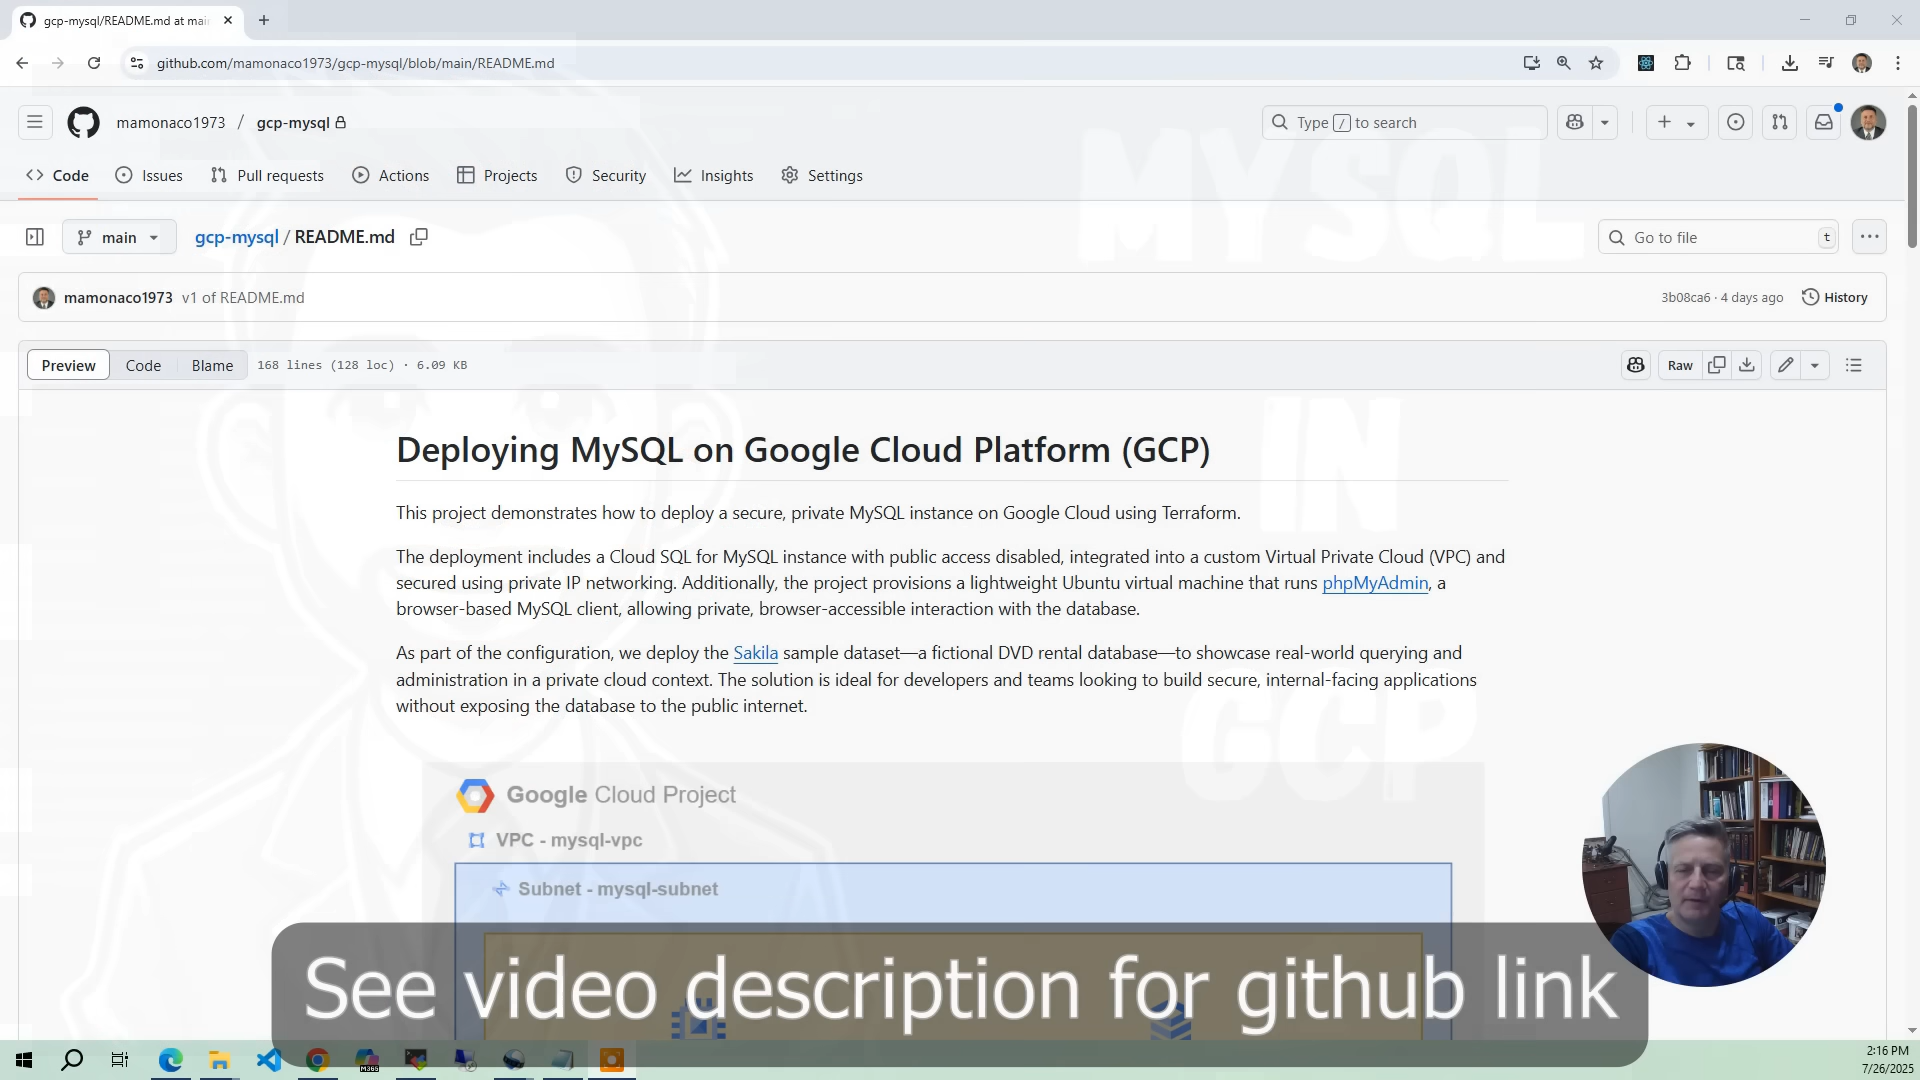 gcp-mysql/README.md at mai
github.com/mamonaco1973/gcp-mysql/blob/main/README.md
mamonaco1973 / gcp-mysql
Type / to search
Code
Issues
Pull requests
Actions
Projects
Security
Insights
Settings
MYSQL
main
gcp-mysql / README.md
Go to file
t
mamonaco1973 v1 of README.md
3b08ca6 · 4 days ago
History
Preview
Code
Blame
168 lines (128 loc) · 6.09 KB
Raw
IN
Deploying MySQL on Google Cloud Platform (GCP)
This project demonstrates how to deploy a secure, private MySQL instance on Google Cloud using Terraform.
The deployment includes a Cloud SQL for MySQL instance with public access disabled, integrated into a custom Virtual Private Cloud (VPC) and
secured using private IP networking. Additionally, the project provisions a lightweight Ubuntu virtual machine that runs phpMyAdmin, a
browser-based MySQL client, allowing private, browser-accessible interaction with the database.
As part of the configuration, we deploy the Sakila sample dataset—a fictional DVD rental database—to showcase real-world querying and
administration in a private cloud context. The solution is ideal for developers and teams looking to build secure, internal-facing applications
without exposing the database to the public internet.
GCP
Google Cloud Project
VPC - mysql-vpc
Subnet - mysql-subnet
See video description for github link
M365
2:16 PM
7/26/2025